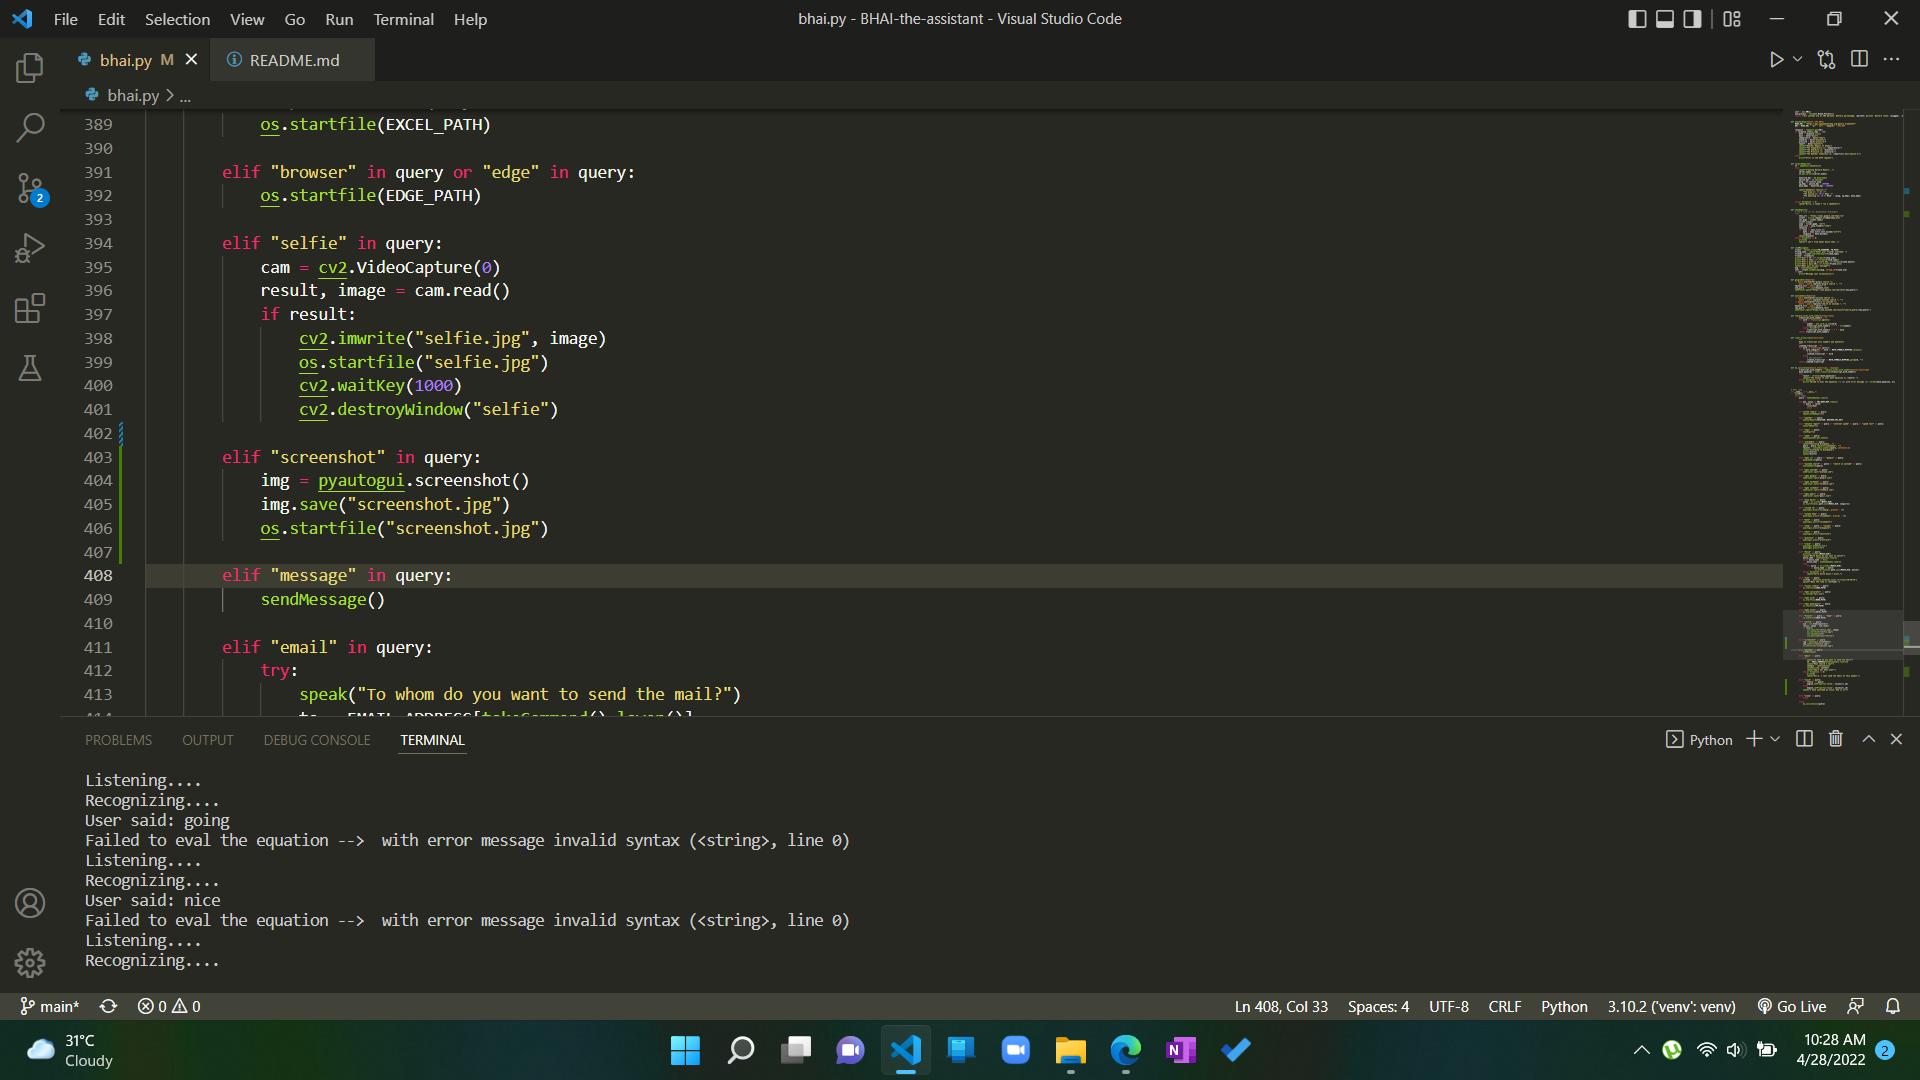 File Edit Selection View Go Run Terminal Help
bhai.py - BHAI-the-assistant - Visual Studio Code
bhai.py M
README.md
bhai.py > ...
389 os.startfile(EXCEL_PATH)
390
391 elif "browser" in query or "edge" in query:
392 os.startfile(EDGE_PATH)
393
394 elif "selfie" in query:
395 cam = cv2.VideoCapture(0)
396 result, image = cam.read()
397 if result:
398 cv2.imwrite("selfie.jpg", image)
399 os.startfile("selfie.jpg")
400 cv2.waitKey(1000)
401 cv2.destroyWindow("selfie")
402
403 elif "screenshot" in query:
404 img = pyautogui.screenshot()
405 img.save("screenshot.jpg")
406 os.startfile("screenshot.jpg")
407
408 elif "message" in query:
409 sendMessage()
410
411 elif "email" in query:
412 try:
413 speak("To whom do you want to send the mail?")
2
PROBLEMS OUTPUT DEBUG CONSOLE TERMINAL
Python
Listening....
Recognizing....
User said: going
Failed to eval the equation --> with error message invalid syntax (<string>, line 0)
Listening....
Recognizing....
User said: nice
Failed to eval the equation --> with error message invalid syntax (<string>, line 0)
Listening....
Recognizing....
main* 0 0
Ln 408, Col 33 Spaces: 4 UTF-8 CRLF Python 3.10.2 ('venv': venv) Go Live
31°C
Cloudy
10:28 AM
4/28/2022
2